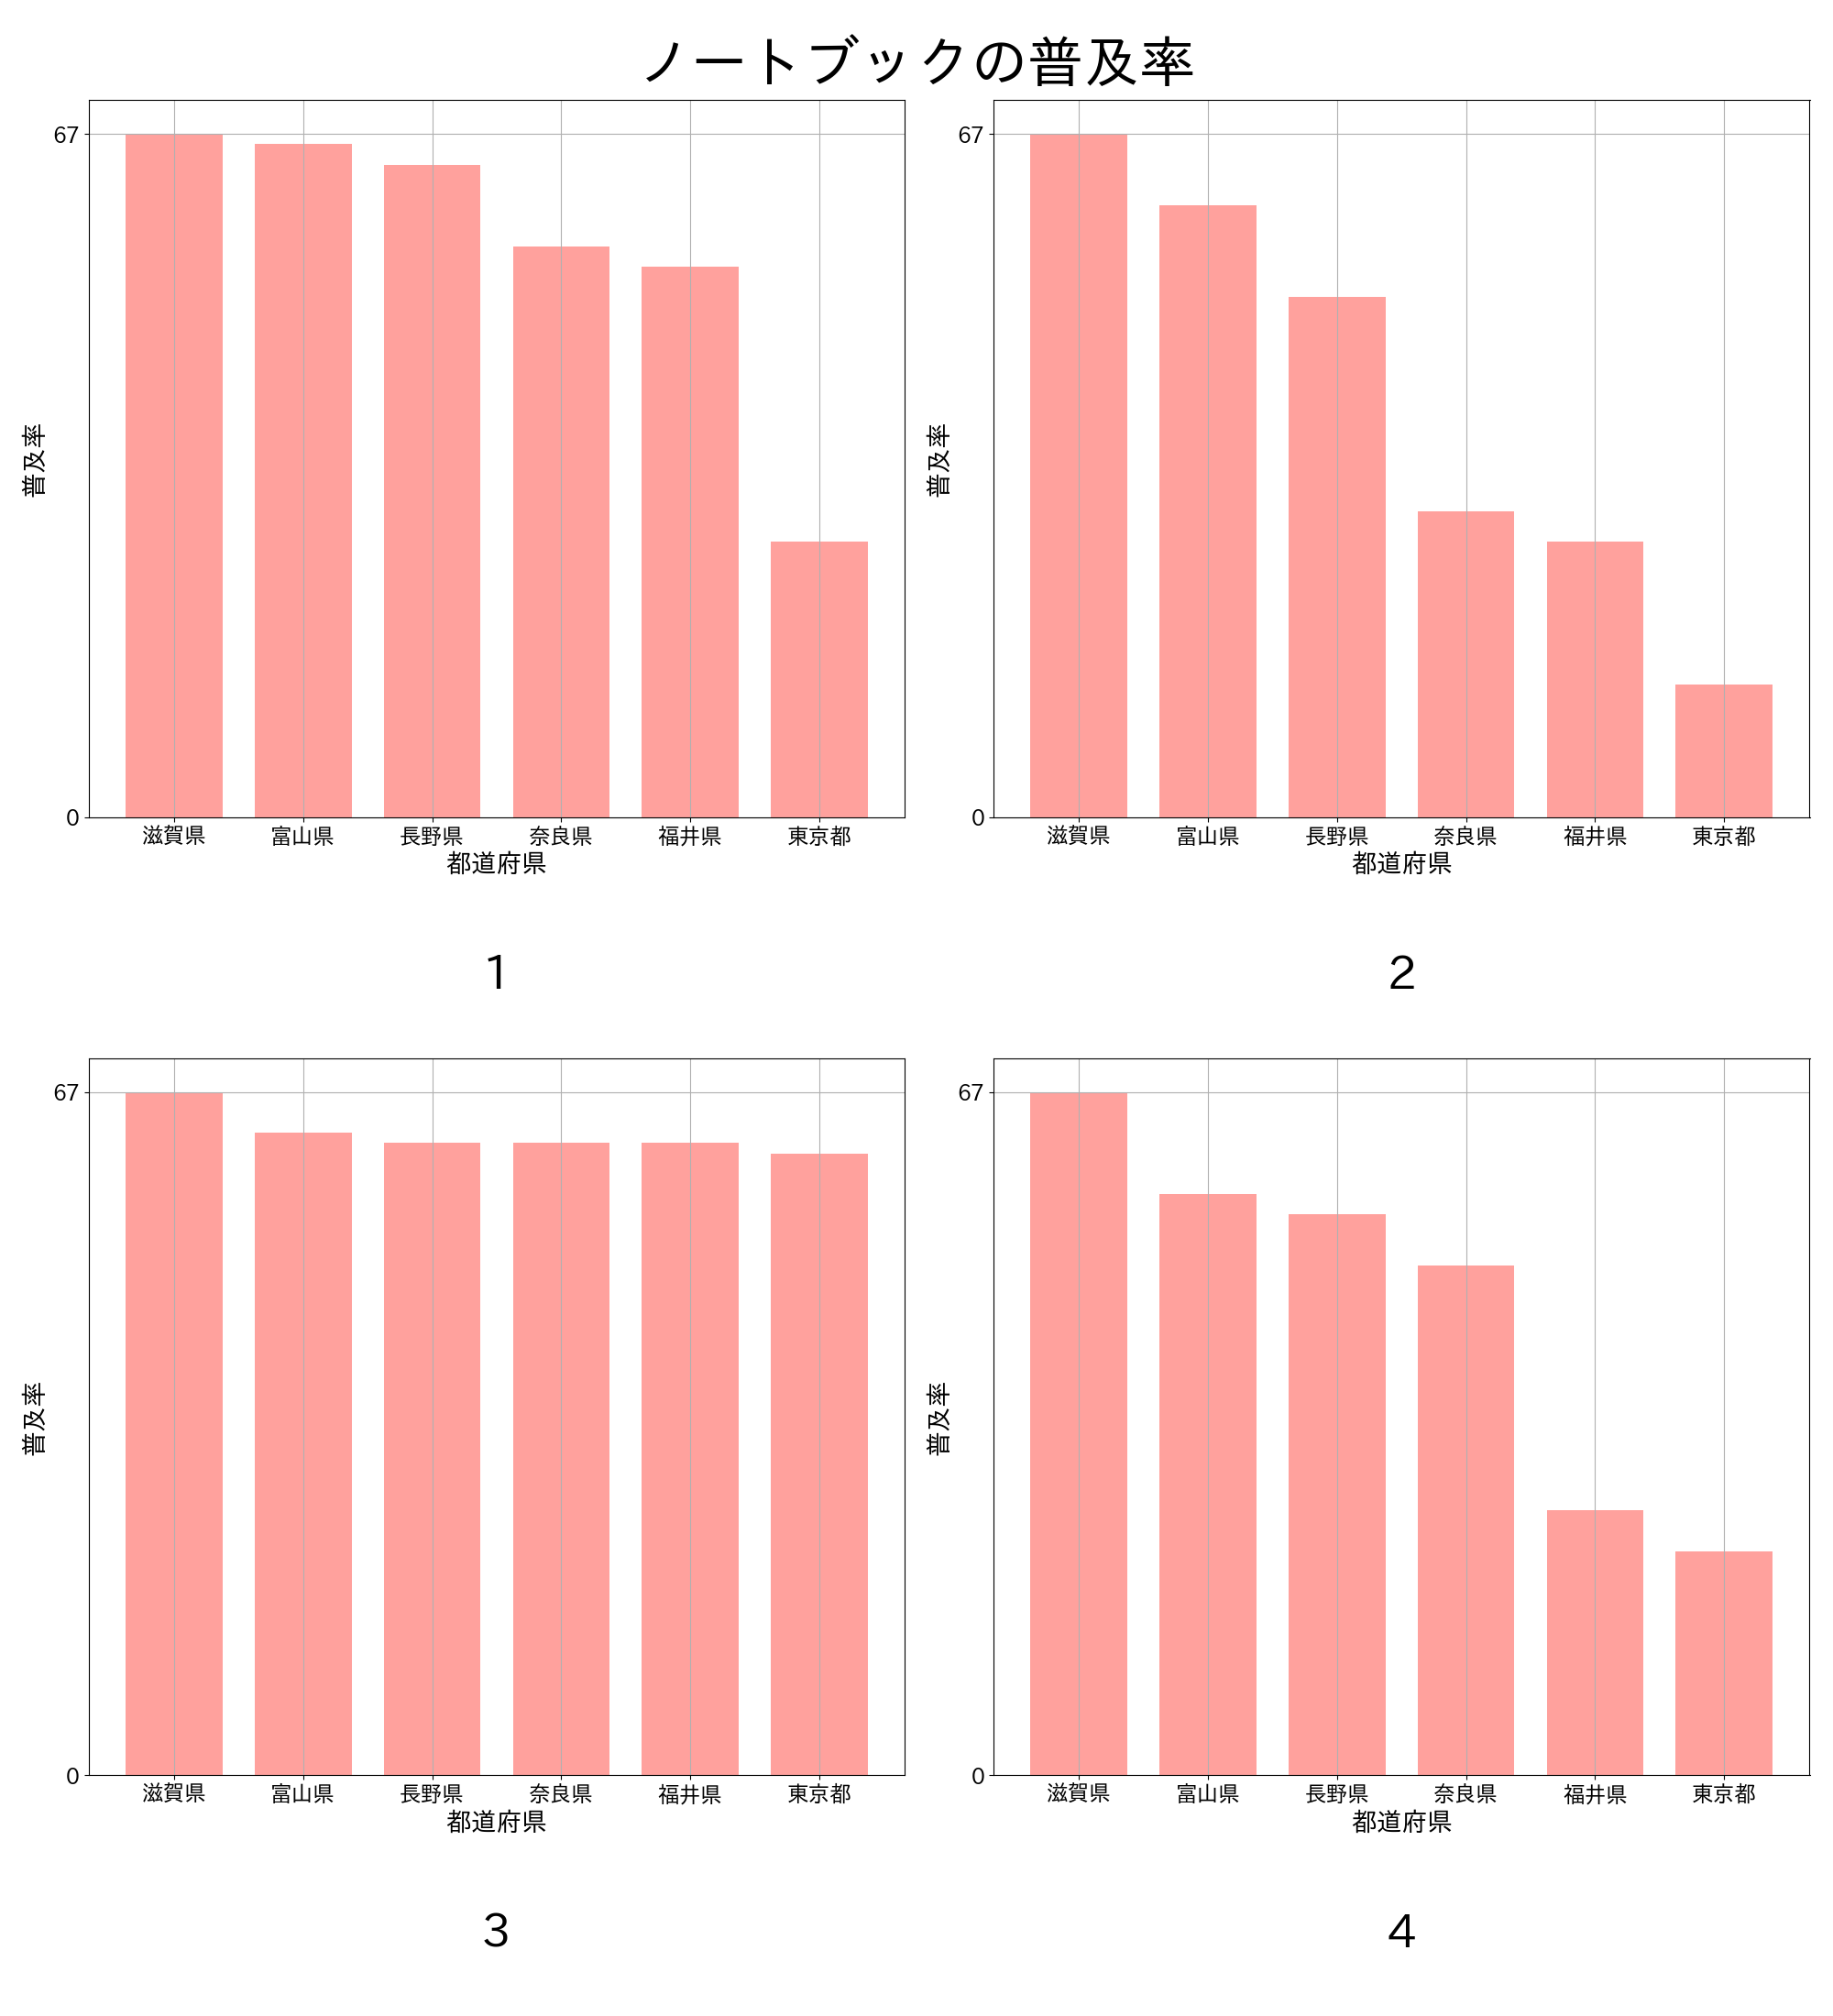 ノートブックの普及率
67
0
普及率
滋賀県 富山県 長野県 奈良県 福井県 東京都
都道府県
1
67
0
普及率
滋賀県 富山県 長野県 奈良県 福井県 東京都
都道府県
2
67
0
普及率
滋賀県 富山県 長野県 奈良県 福井県 東京都
都道府県
3
67
0
普及率
滋賀県 富山県 長野県 奈良県 福井県 東京都
都道府県
4